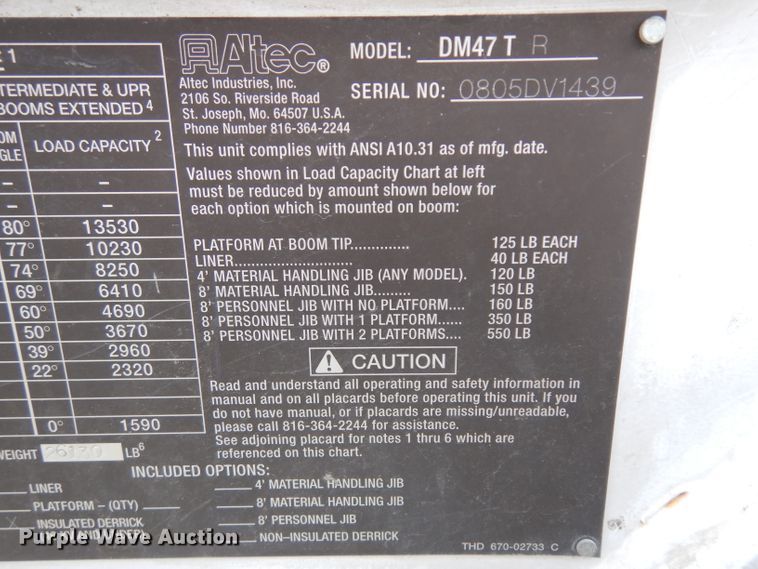 E 1
TERMEDIATE & UPR
BOOMS EXTENDED 4
OM
GLE
LOAD CAPACITY 2
– –
– –
80° 13530
77° 10230
74° 8250
69° 6410
60° 4690
50° 3670
39° 2960
22° 2320
0° 1590
WEIGHT LB 6
Altec®
Altec Industries, Inc.
2106 So. Riverside Road
St. Joseph, Mo. 64507 U.S.A.
Phone Number 816-364-2244
MODEL: DM47 T R
SERIAL NO: 0805DV1439
This unit complies with ANSI A10.31 as of mfg. date.
Values shown in Load Capacity Chart at left
must be reduced by amount shown below for
each option which is mounted on boom:
PLATFORM AT BOOM TIP.............. 125 LB EACH
LINER........................... 40 LB EACH
4' MATERIAL HANDLING JIB (ANY MODEL). 120 LB
8' MATERIAL HANDLING JIB......... 150 LB
8' PERSONNEL JIB WITH NO PLATFORM.... 160 LB
8' PERSONNEL JIB WITH 1 PLATFORM...... 350 LB
8' PERSONNEL JIB WITH 2 PLATFORMS.... 550 LB
CAUTION
Read and understand all operating and safety information in
manual and on all placards before operating this unit. If you
do not have manual, or if placards are missing/unreadable,
please call 816-364-2244 for assistance.
See adjoining placard for notes 1 thru 6 which are
referenced on this chart.
INCLUDED OPTIONS:
LINER
PLATFORM – (QTY)
X INSULATED DERRICK
4' MATERIAL HANDLING JIB
8' MATERIAL HANDLING JIB
8' PERSONNEL JIB
NON–INSULATED DERRICK
THD 670-02733 C
Purple Wave Auction